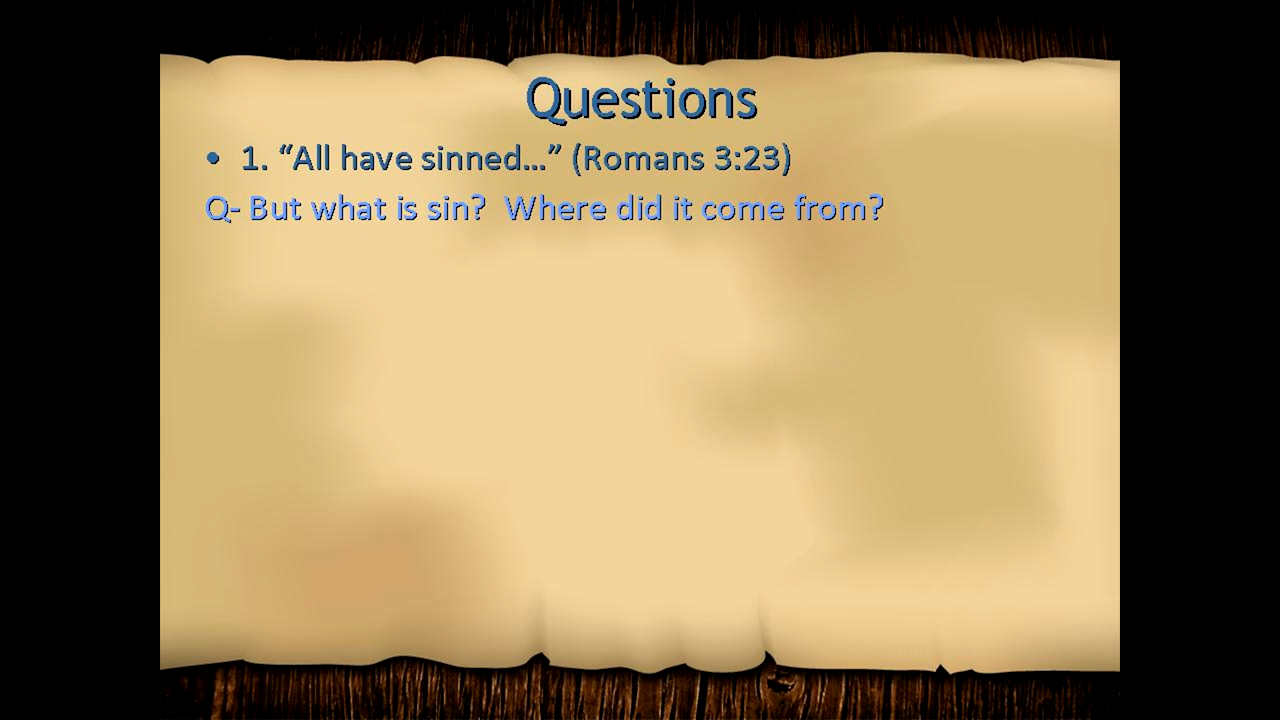 Questions
• 1. “All have sinned…” (Romans 3:23)
Q- But what is sin?  Where did it come from?